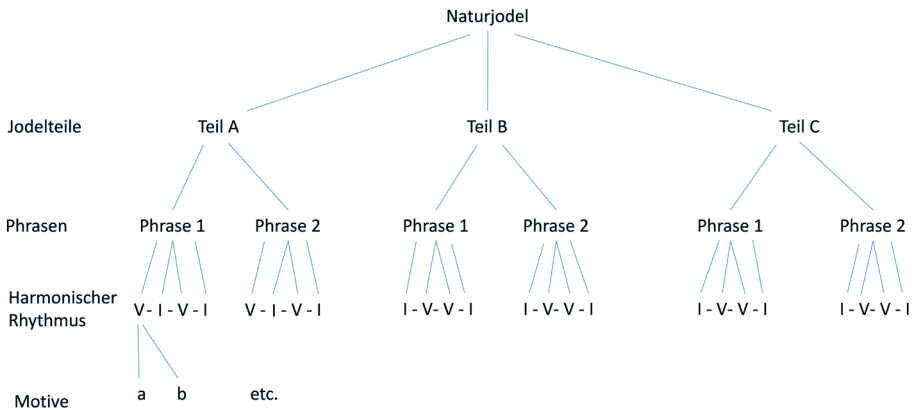 Naturjodel
Jodelteile Teil A Teil B Teil C
Phrasen Phrase 1 Phrase 2 Phrase 1 Phrase 2 Phrase 1 Phrase 2
Harmonischer
Rhythmus V - I - V - I V - I - V - I I - V- V - I I - V- V - I I - V- V - I I - V- V - I
Motive a b etc.